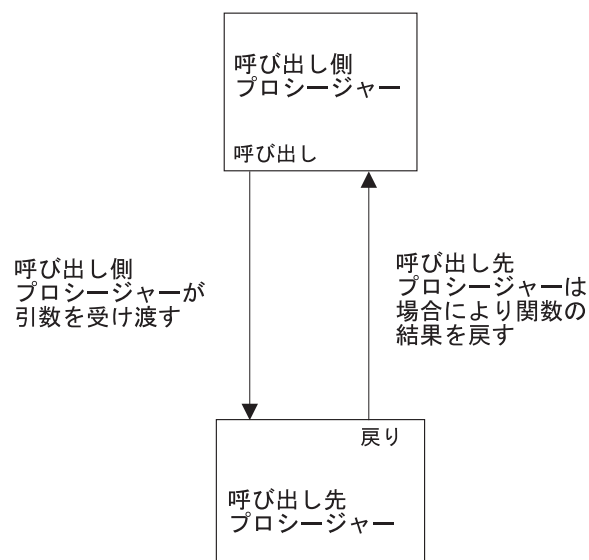 呼び出し側
プロシージャー
呼び出し
呼び出し側
プロシージャーが
引数を受け渡す
呼び出し先
プロシージャーは
場合により関数の
結果を戻す
戻り
呼び出し先
プロシージャー